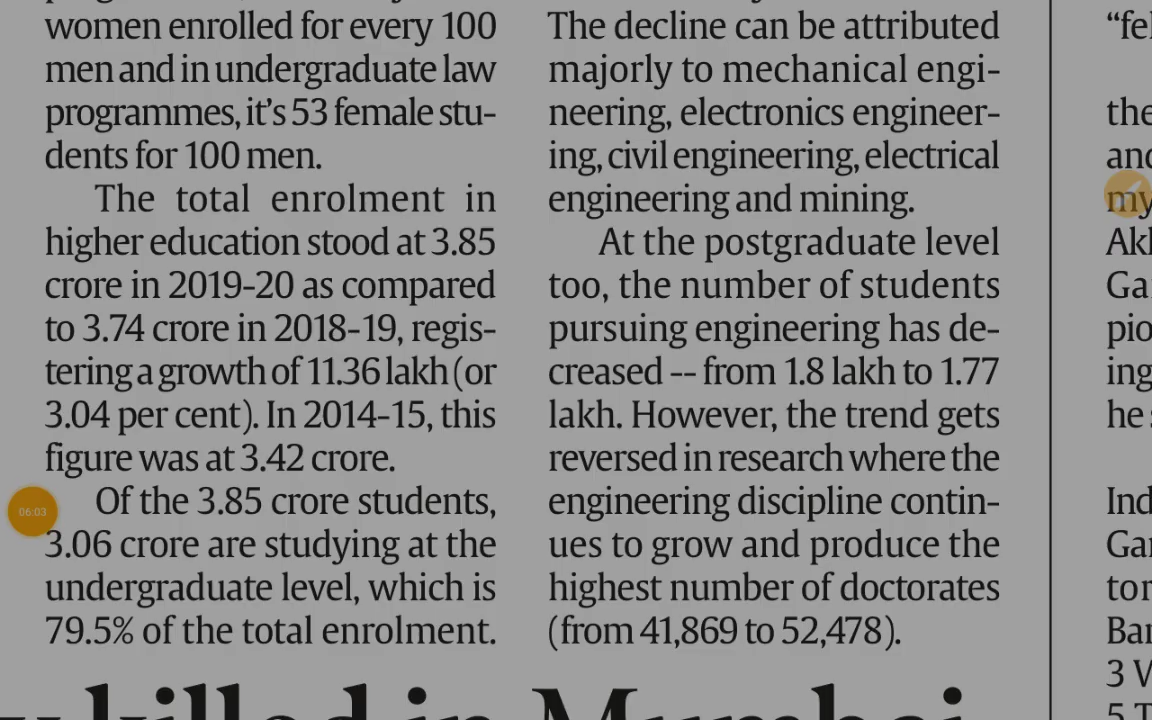 women enrolled for every 100
men and in undergraduate law
programmes, it's 53 female stu-
dents for 100 men.
The total enrolment in
higher education stood at 3.85
crore in 2019-20 as compared
to 3.74 crore in 2018-19, regis-
tering a growth of 11.36 lakh (or
3.04 per cent). In 2014-15, this
figure was at 3.42 crore.
Of the 3.85 crore students,
06:03
3.06 crore are studying at the
undergraduate level, which is
79.5% of the total enrolment.
The decline can be attributed
majorly to mechanical engi-
neering, electronics engineer-
ing, civil engineering, electrical
engineering and mining.
At the postgraduate level
too, the number of students
pursuing engineering has de-
creased -- from 1.8 lakh to 1.77
lakh. However, the trend gets
reversed in research where the
engineering discipline contin-
ues to grow and produce the
highest number of doctorates
(from 41,869 to 52,478).
the
he
3
5
killed in Mumbai